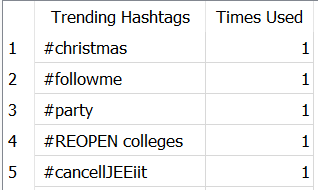 Trending Hashtags Times Used
1 #christmas 1
2 #followme 1
3 #party 1
4 #REOPEN colleges 1
5 #cancellJEEiit 1